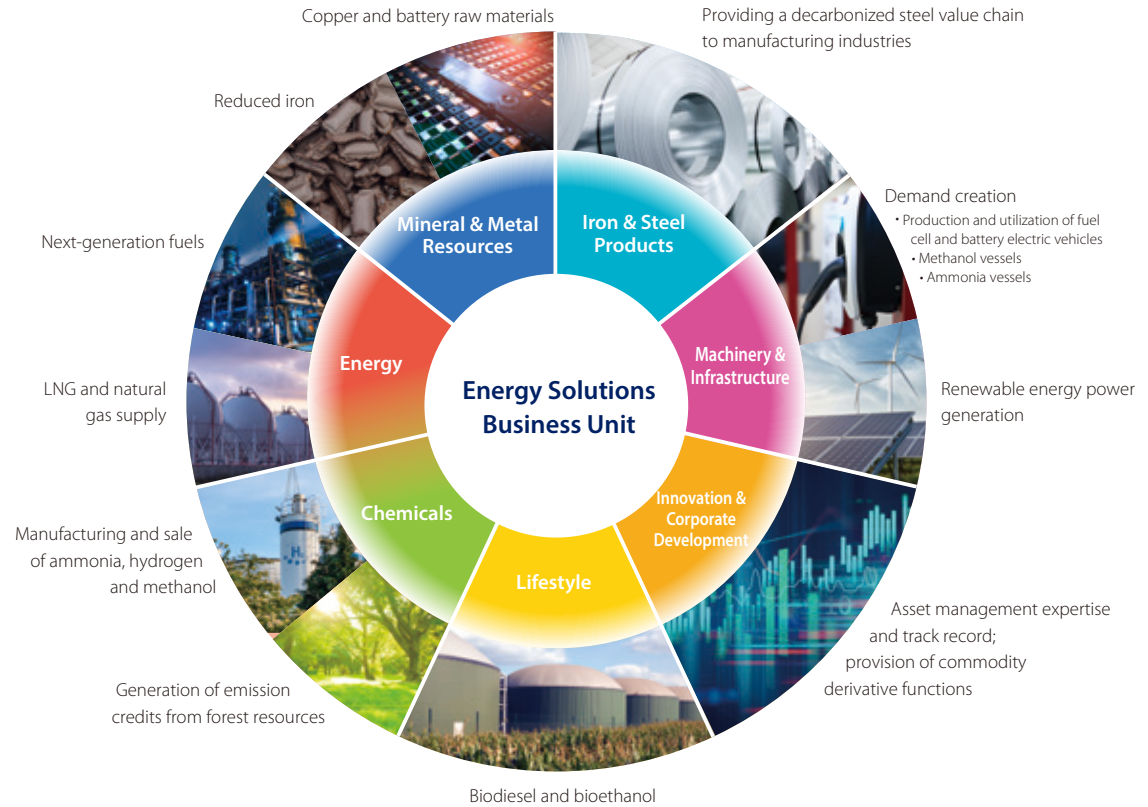 Copper and battery raw materials
Providing a decarbonized steel value chain
to manufacturing industries
Reduced iron
Demand creation
• Production and utilization of fuel
cell and battery electric vehicles
• Methanol vessels
• Ammonia vessels
Mineral & Metal
Resources
Iron & Steel
Products
Next-generation fuels
Energy
Machinery &
Infrastructure
LNG and natural
gas supply
Energy Solutions
Business Unit
Renewable energy power
generation
Chemicals
Innovation &
Corporate
Development
Manufacturing and sale
of ammonia, hydrogen
and methanol
H₂
Lifestyle
Asset management expertise
and track record;
provision of commodity
derivative functions
Generation of emission
credits from forest resources
Biodiesel and bioethanol